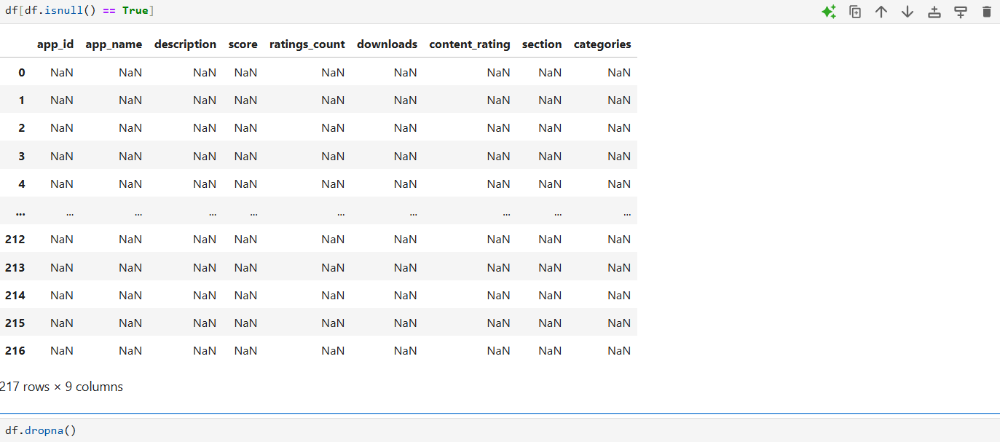 df[df.isnull() == True]
app_id app_name description score ratings_count downloads content_rating section categories
0 NaN NaN NaN NaN NaN NaN NaN NaN NaN
1 NaN NaN NaN NaN NaN NaN NaN NaN NaN
2 NaN NaN NaN NaN NaN NaN NaN NaN NaN
3 NaN NaN NaN NaN NaN NaN NaN NaN NaN
4 NaN NaN NaN NaN NaN NaN NaN NaN NaN
... ... ... ... ... ... ... ... ... ...
212 NaN NaN NaN NaN NaN NaN NaN NaN NaN
213 NaN NaN NaN NaN NaN NaN NaN NaN NaN
214 NaN NaN NaN NaN NaN NaN NaN NaN NaN
215 NaN NaN NaN NaN NaN NaN NaN NaN NaN
216 NaN NaN NaN NaN NaN NaN NaN NaN NaN
217 rows × 9 columns
df.dropna()